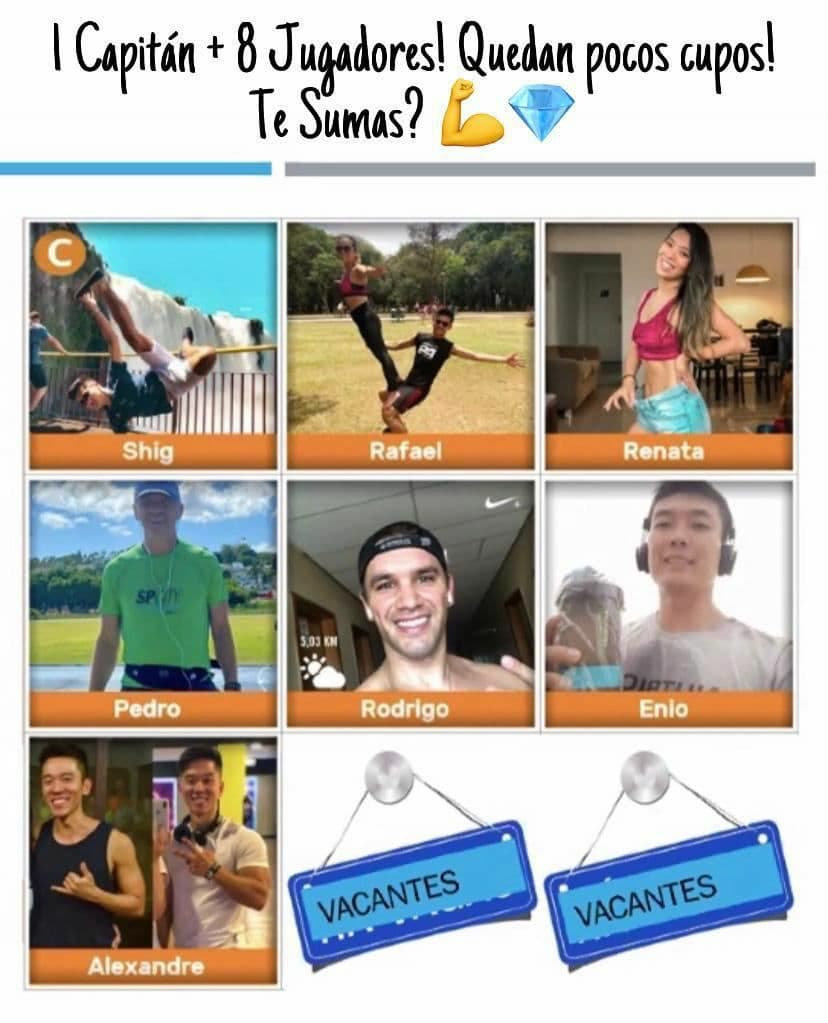 1 Capitán + 8 Jugadores! Quedan pocos cupos!
Te Sumas? 💪💎
C
Shig
Rafael
Renata
5,03 KM
Pedro
Rodrigo
Enio
VACANTES
VACANTES
Alexandre